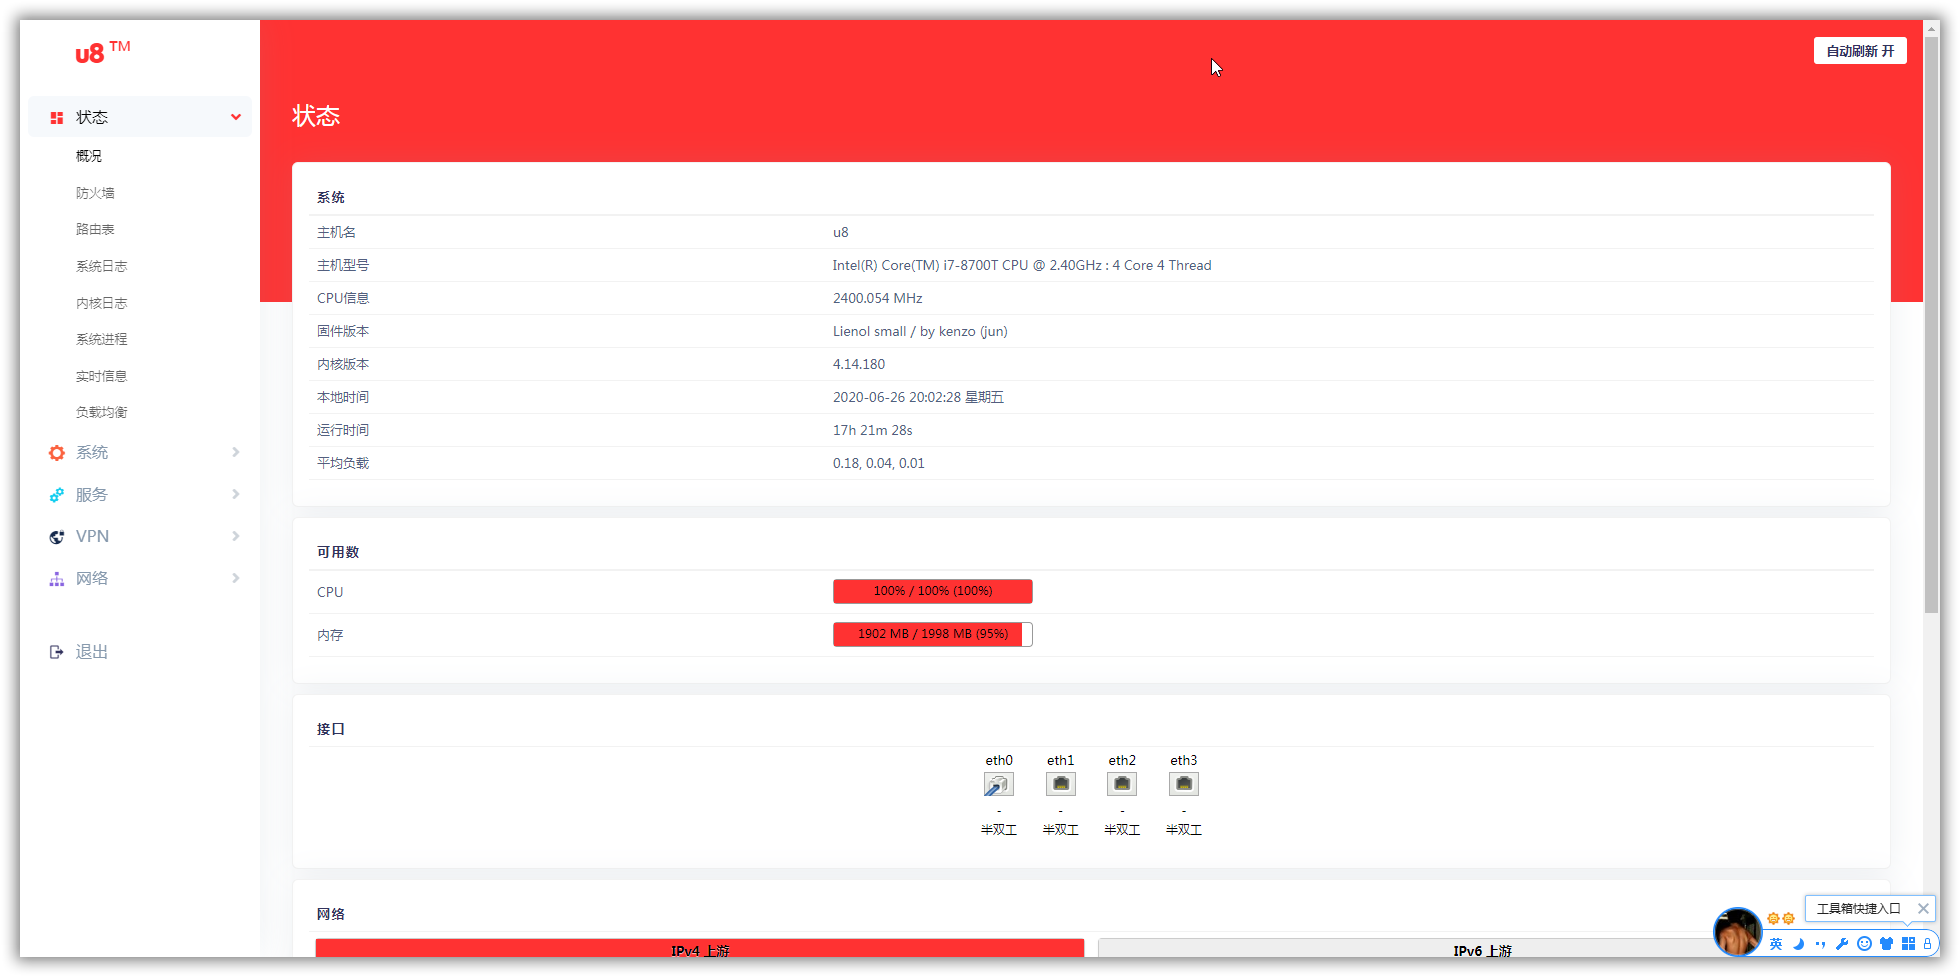 u8 TM
自动刷新 开
状态
概况
防火墙
路由表
系统日志
内核日志
系统进程
实时信息
负载均衡
系统
服务
VPN
网络
退出
状态
系统
主机名 u8
主机型号 Intel(R) Core(TM) i7-8700T CPU @ 2.40GHz : 4 Core 4 Thread
CPU信息 2400.054 MHz
固件版本 Lienol small / by kenzo (jun)
内核版本 4.14.180
本地时间 2020-06-26 20:02:28 星期五
运行时间 17h 21m 28s
平均负载 0.18, 0.04, 0.01
可用数
CPU 100% / 100% (100%)
内存 1902 MB / 1998 MB (95%)
接口
eth0 eth1 eth2 eth3
- - - -
半双工 半双工 半双工 半双工
网络
IPv4 上游 IPv6 上游
工具箱快捷入口
英